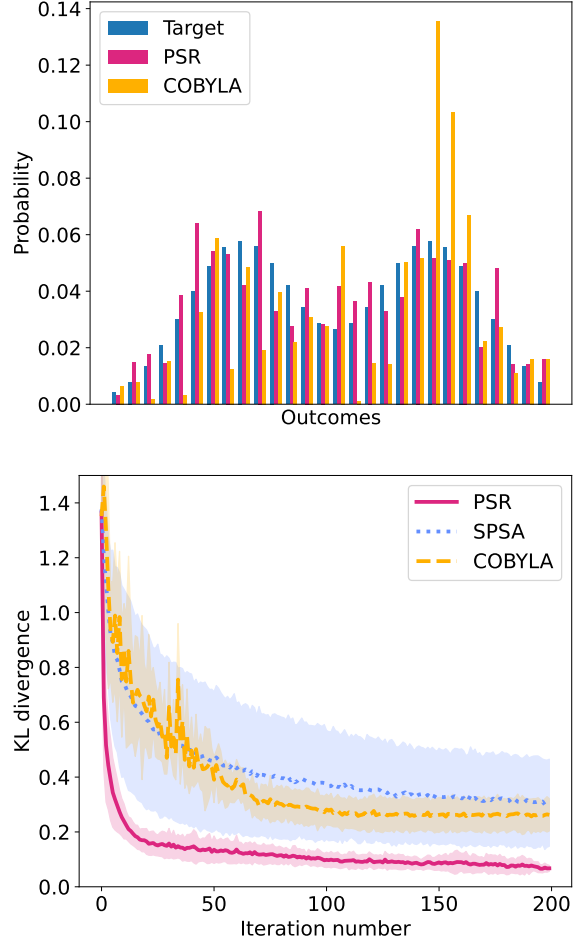 0.14
0.12
0.10
0.08
0.06
0.04
0.02
0.00
Probability
Target
PSR
COBYLA
Outcomes
1.4
1.2
1.0
0.8
0.6
0.4
0.2
0.0
KL divergence
PSR
SPSA
COBYLA
0 50 100 150 200
Iteration number